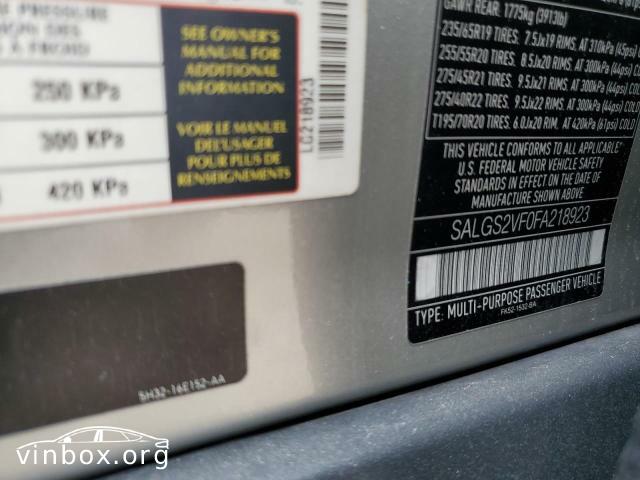 PRESSURE
250 KPa
300 KPa
420 KPa
SEE OWNER'S
MANUAL FOR
ADDITIONAL
INFORMATION
VOIR LE MANUEL
DE L'USAGER
POUR PLUS DE
RENSEIGNEMENTS
LG218923
GAWR REAR: 1775kg (3913lb)
235/65R19 TIRES. 7.5Jx19 RIMS. AT 310kPa (45psi)
255/55R20 TIRES. 8.5Jx20 RIMS. AT 300kPa (44psi)
275/45R21 TIRES. 9.5Jx21 RIMS. AT 300kPa (44psi) COLD
275/40R22 TIRES. 9.5Jx22 RIMS. AT 300kPa (44psi) COLD
T195/70R20 TIRES. 6.0Jx20 RIM. AT 420kPa (61psi) COLD
THIS VEHICLE CONFORMS TO ALL APPLICABLE
U.S. FEDERAL MOTOR VEHICLE SAFETY
STANDARDS IN EFFECT ON THE DATE OF
MANUFACTURE SHOWN ABOVE.
SALGS2VF0FA218923
TYPE: MULTI-PURPOSE PASSENGER VEHICLE
FK52-1532-BA
5H32-16E152-AA
vinbox.org